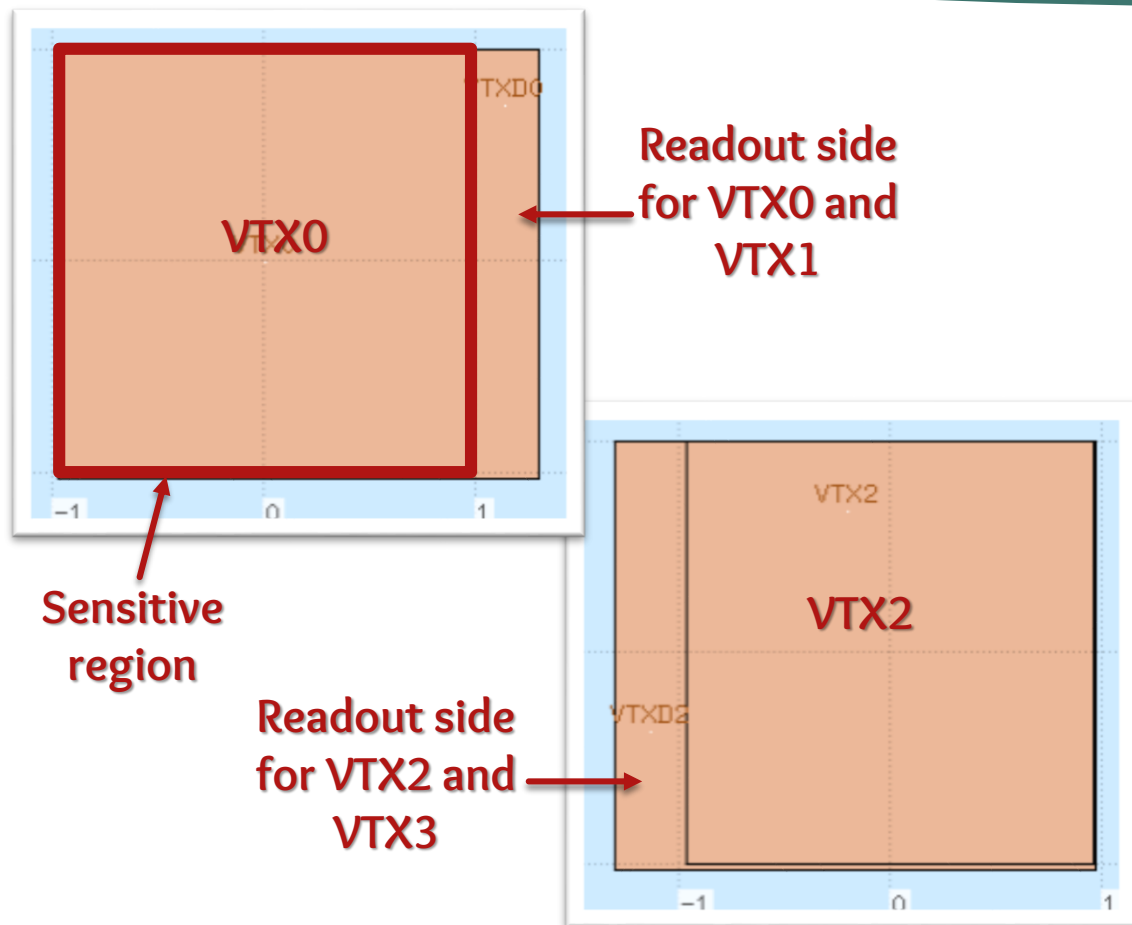 VTXD0
Readout side
for VTX0 and
VTX1
VTX0
-1
0
1
Sensitive
region
VTX2
VTX2
Readout side
for VTX2 and
VTX3
VTXD2
-1
0
1